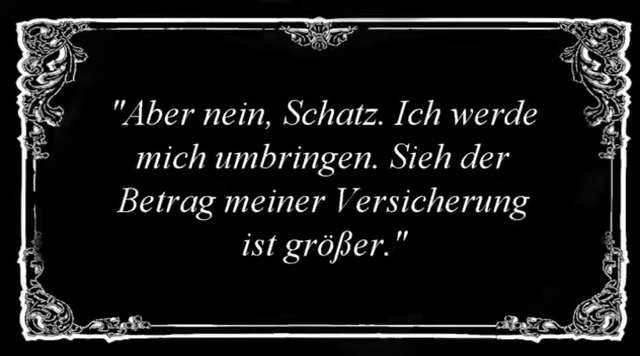 "Aber nein, Schatz. Ich werde
mich umbringen. Sieh der
Betrag meiner Versicherung
ist größer."